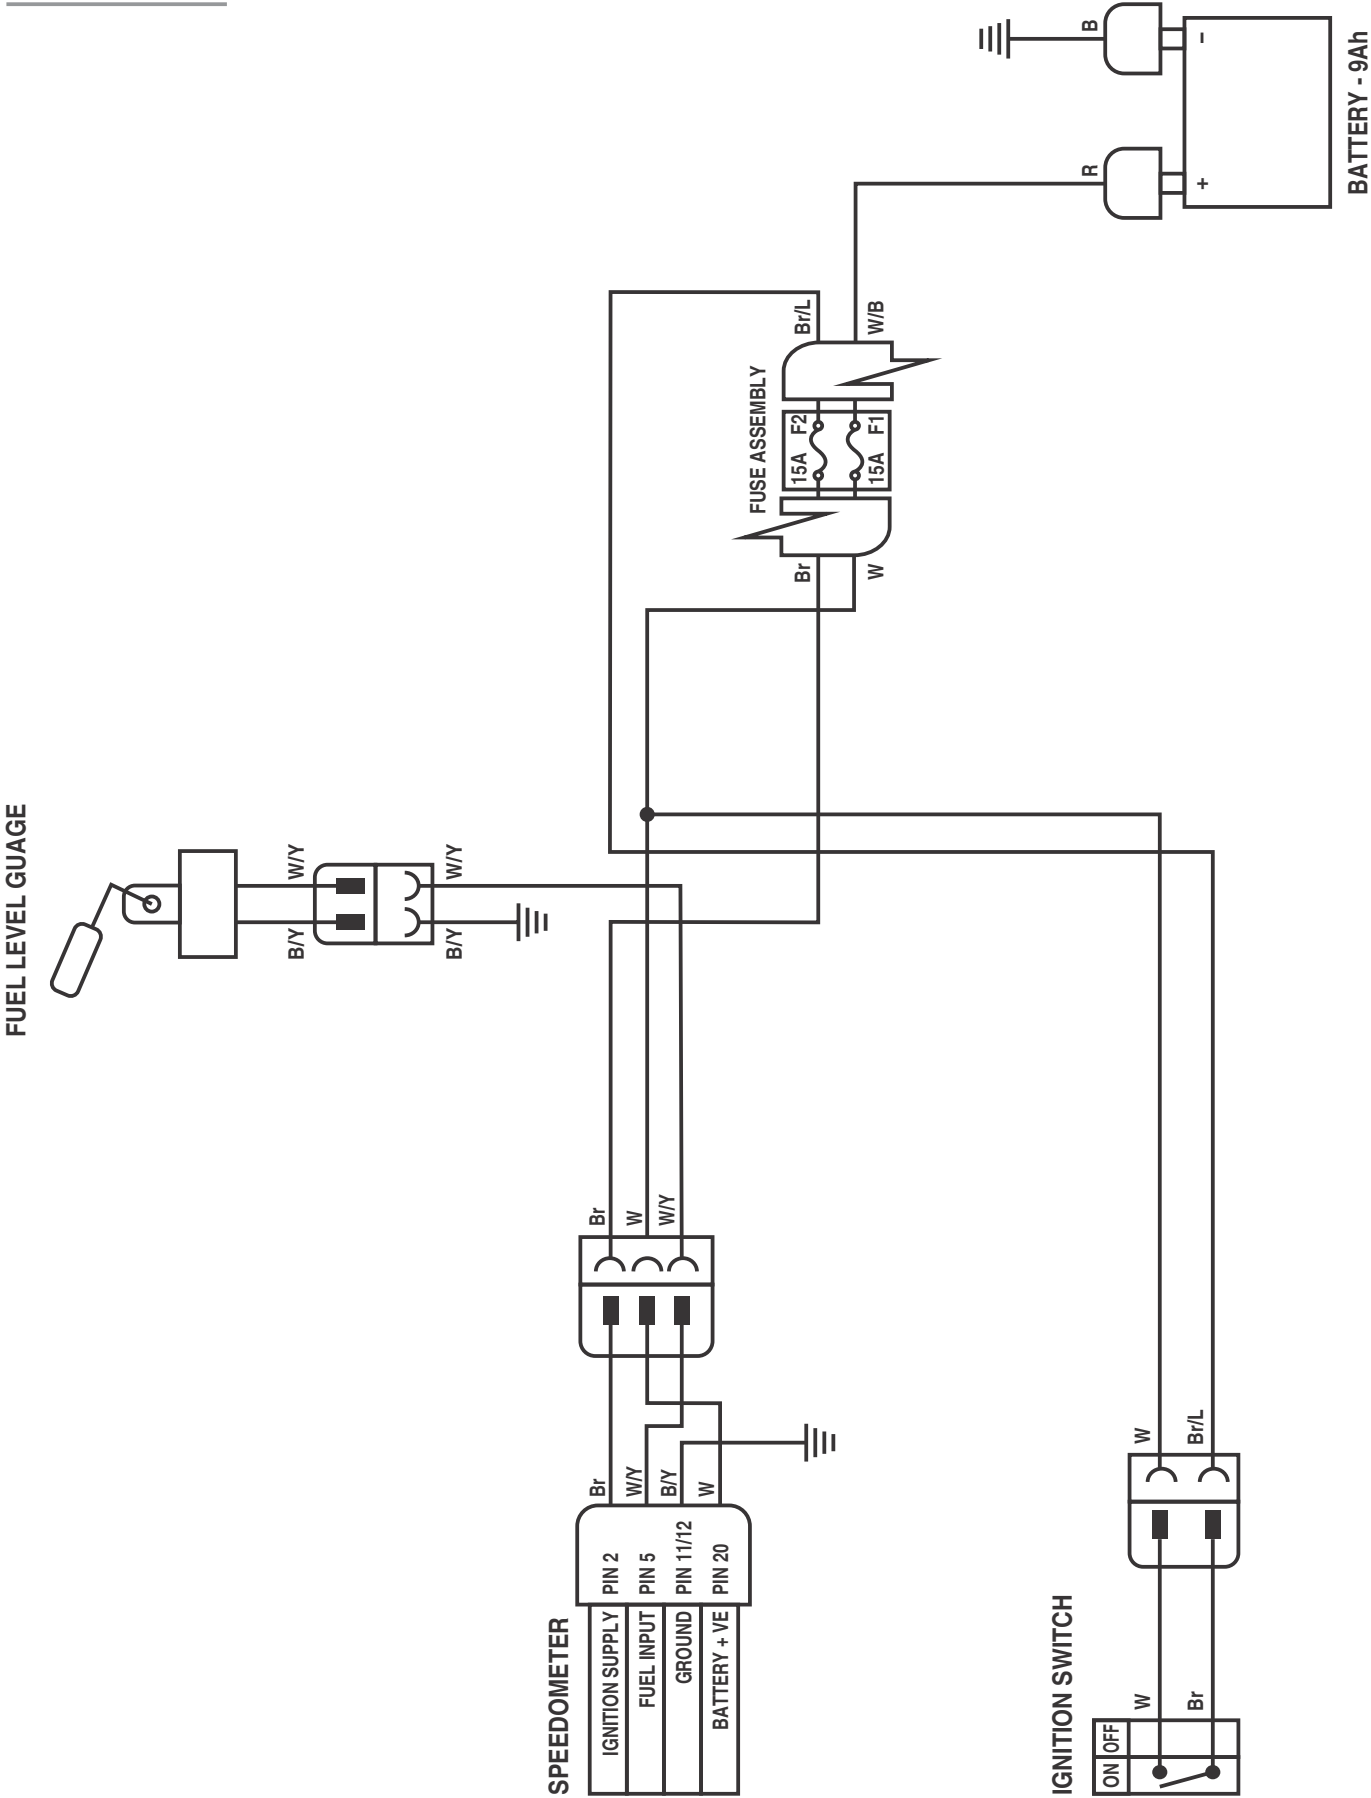 FUEL LEVEL GUAGE
B/Y
W/Y
B/Y
W/Y
SPEEDOMETER
IGNITION SUPPLY
PIN 2
Br
FUEL INPUT
PIN 5
W/Y
GROUND
PIN 11/12
B/Y
BATTERY + VE
PIN 20
W
Br
W
W/Y
FUSE ASSEMBLY
Br
15A
F2
Br/L
W
15A
F1
W/B
IGNITION SWITCH
ON
OFF
W
W
Br
Br/L
R
B
+
-
BATTERY - 9Ah